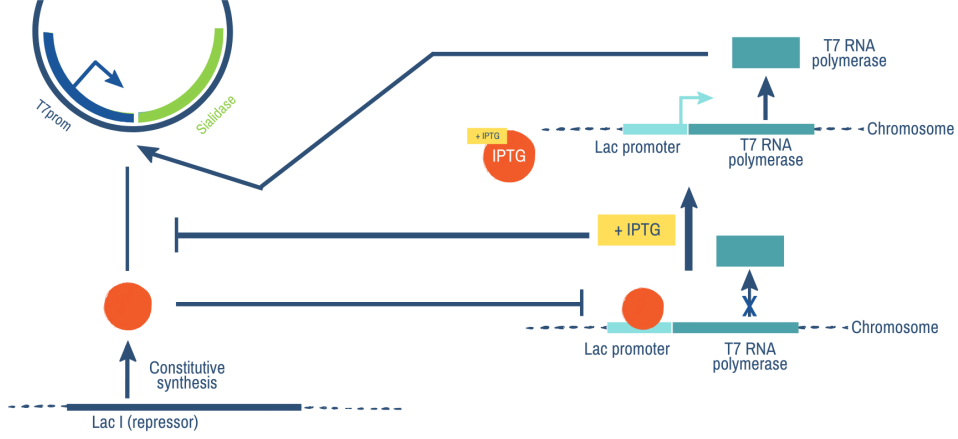 T7prom
Sialidase
T7 RNA
polymerase
+ IPTG
IPTG
Lac promoter
T7 RNA
polymerase
Chromosome
+ IPTG
Lac promoter
T7 RNA
polymerase
Chromosome
Constitutive
synthesis
Lac I (repressor)